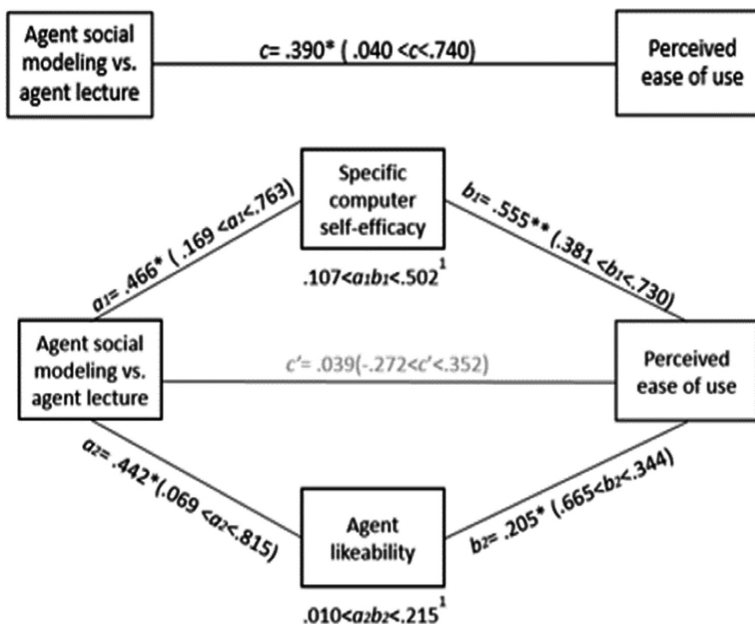 Agent social
modeling vs.
agent lecture
c= .390* ( .040 <c<.740)
Perceived
ease of use
Specific
computer
self-efficacy
.107<a1b1<.502¹
a1= .466* ( .169 <a1<.763)
b1= .555** (.381 <b1<.730)
Agent social
modeling vs.
agent lecture
c'= .039(-.272<c'<.352)
Perceived
ease of use
a2= .442*(.069 <a2<.815)
b2= .205* (.665<b2<.344)
Agent
likeability
.010<a2b2<.215¹